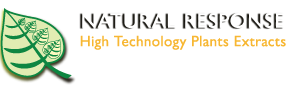 NATURAL RESPONSE
High Technology Plants Extracts